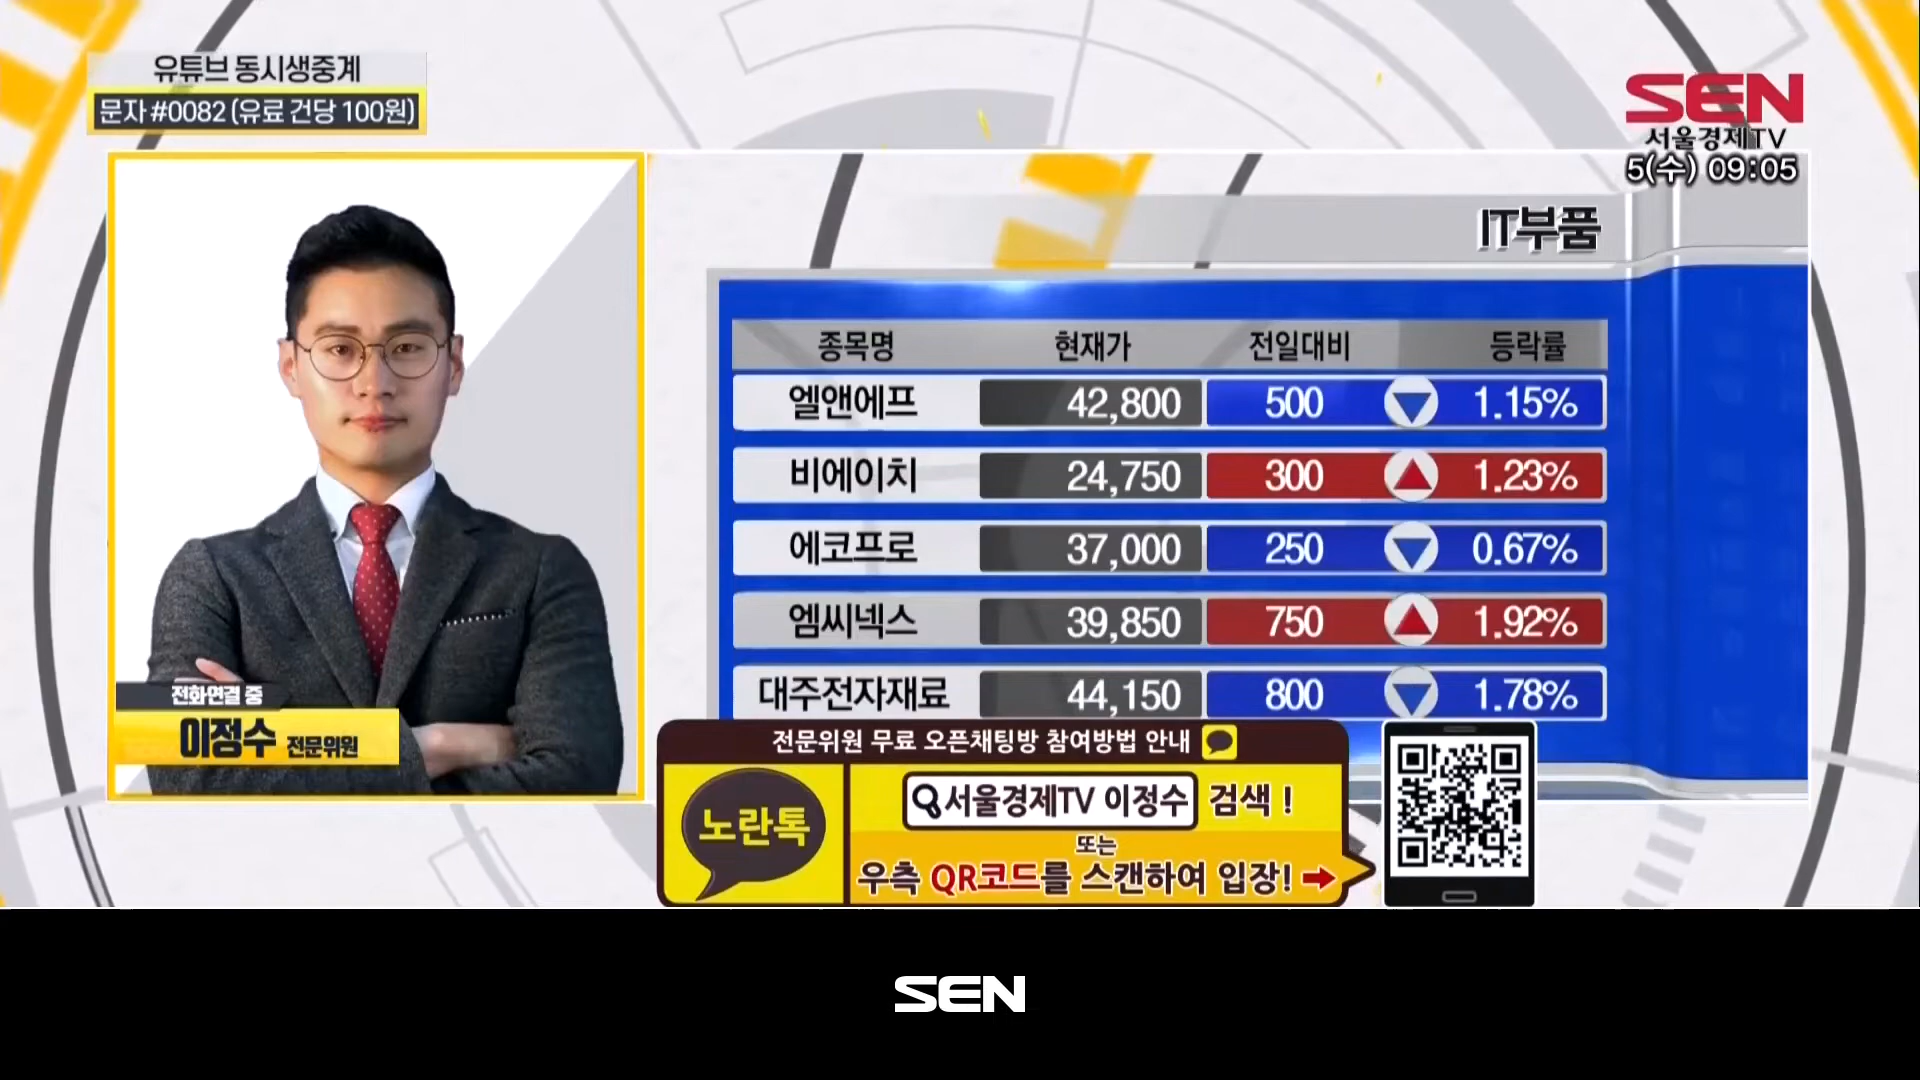 유튜브 동시생중계
문자 #0082 (유료 건당 100원)
SEN
서울경제TV
5(수) 09:05
IT부품
종목명 현재가 전일대비 등락률
엘앤에프 42,800 500 1.15%
비에이치 24,750 300 1.23%
에코프로 37,000 250 0.67%
엠씨넥스 39,850 750 1.92%
대주전자재료 44,150 800 1.78%
전화연결 중
이정수 전문위원
전문위원 무료 오픈채팅방 참여방법 안내
노란톡
서울경제TV 이정수 검색 !
또는
우측 QR코드를 스캔하여 입장!
SEN